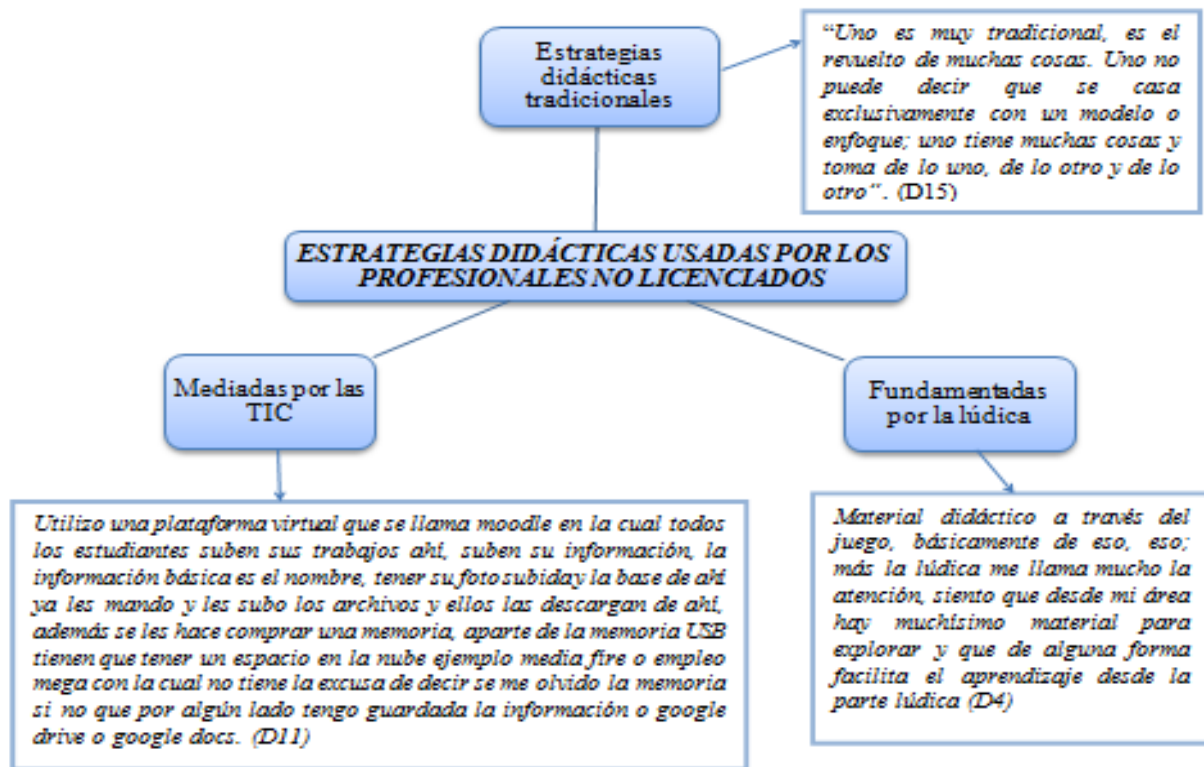 Estrategias
didácticas
tradicionales
“Uno es muy tradicional, es el
revuelto de muchas cosas. Uno no
puede decir que se casa
exclusivamente con un modelo o
enfoque; uno tiene muchas cosas y
toma de lo uno, de lo otro y de lo
otro”. (D15)
ESTRATEGIAS DIDÁCTICAS USADAS POR LOS
PROFESIONALES NO LICENCIADOS
Mediadas por las
TIC
Fundamentadas
por la lúdica
Utilizo una plataforma virtual que se llama moodle en la cual todos
los estudiantes suben sus trabajos ahí, suben su información, la
información básica es el nombre, tener su foto subida y la base de ahí
ya les mando y les subo los archivos y ellos las descargan de ahí,
además se les hace comprar una memoria, aparte de la memoria USB
tienen que tener un espacio en la nube ejemplo media fire o empleo
mega con la cual no tiene la excusa de decir se me olvido la memoria
si no que por algún lado tengo guardada la información o google
drive o google docs. (D11)
Material didáctico a través del
juego, básicamente de eso, eso;
más la lúdica me llama mucho la
atención, siento que desde mi área
hay muchísimo material para
explorar y que de alguna forma
facilita el aprendizaje desde la
parte lúdica (D4)